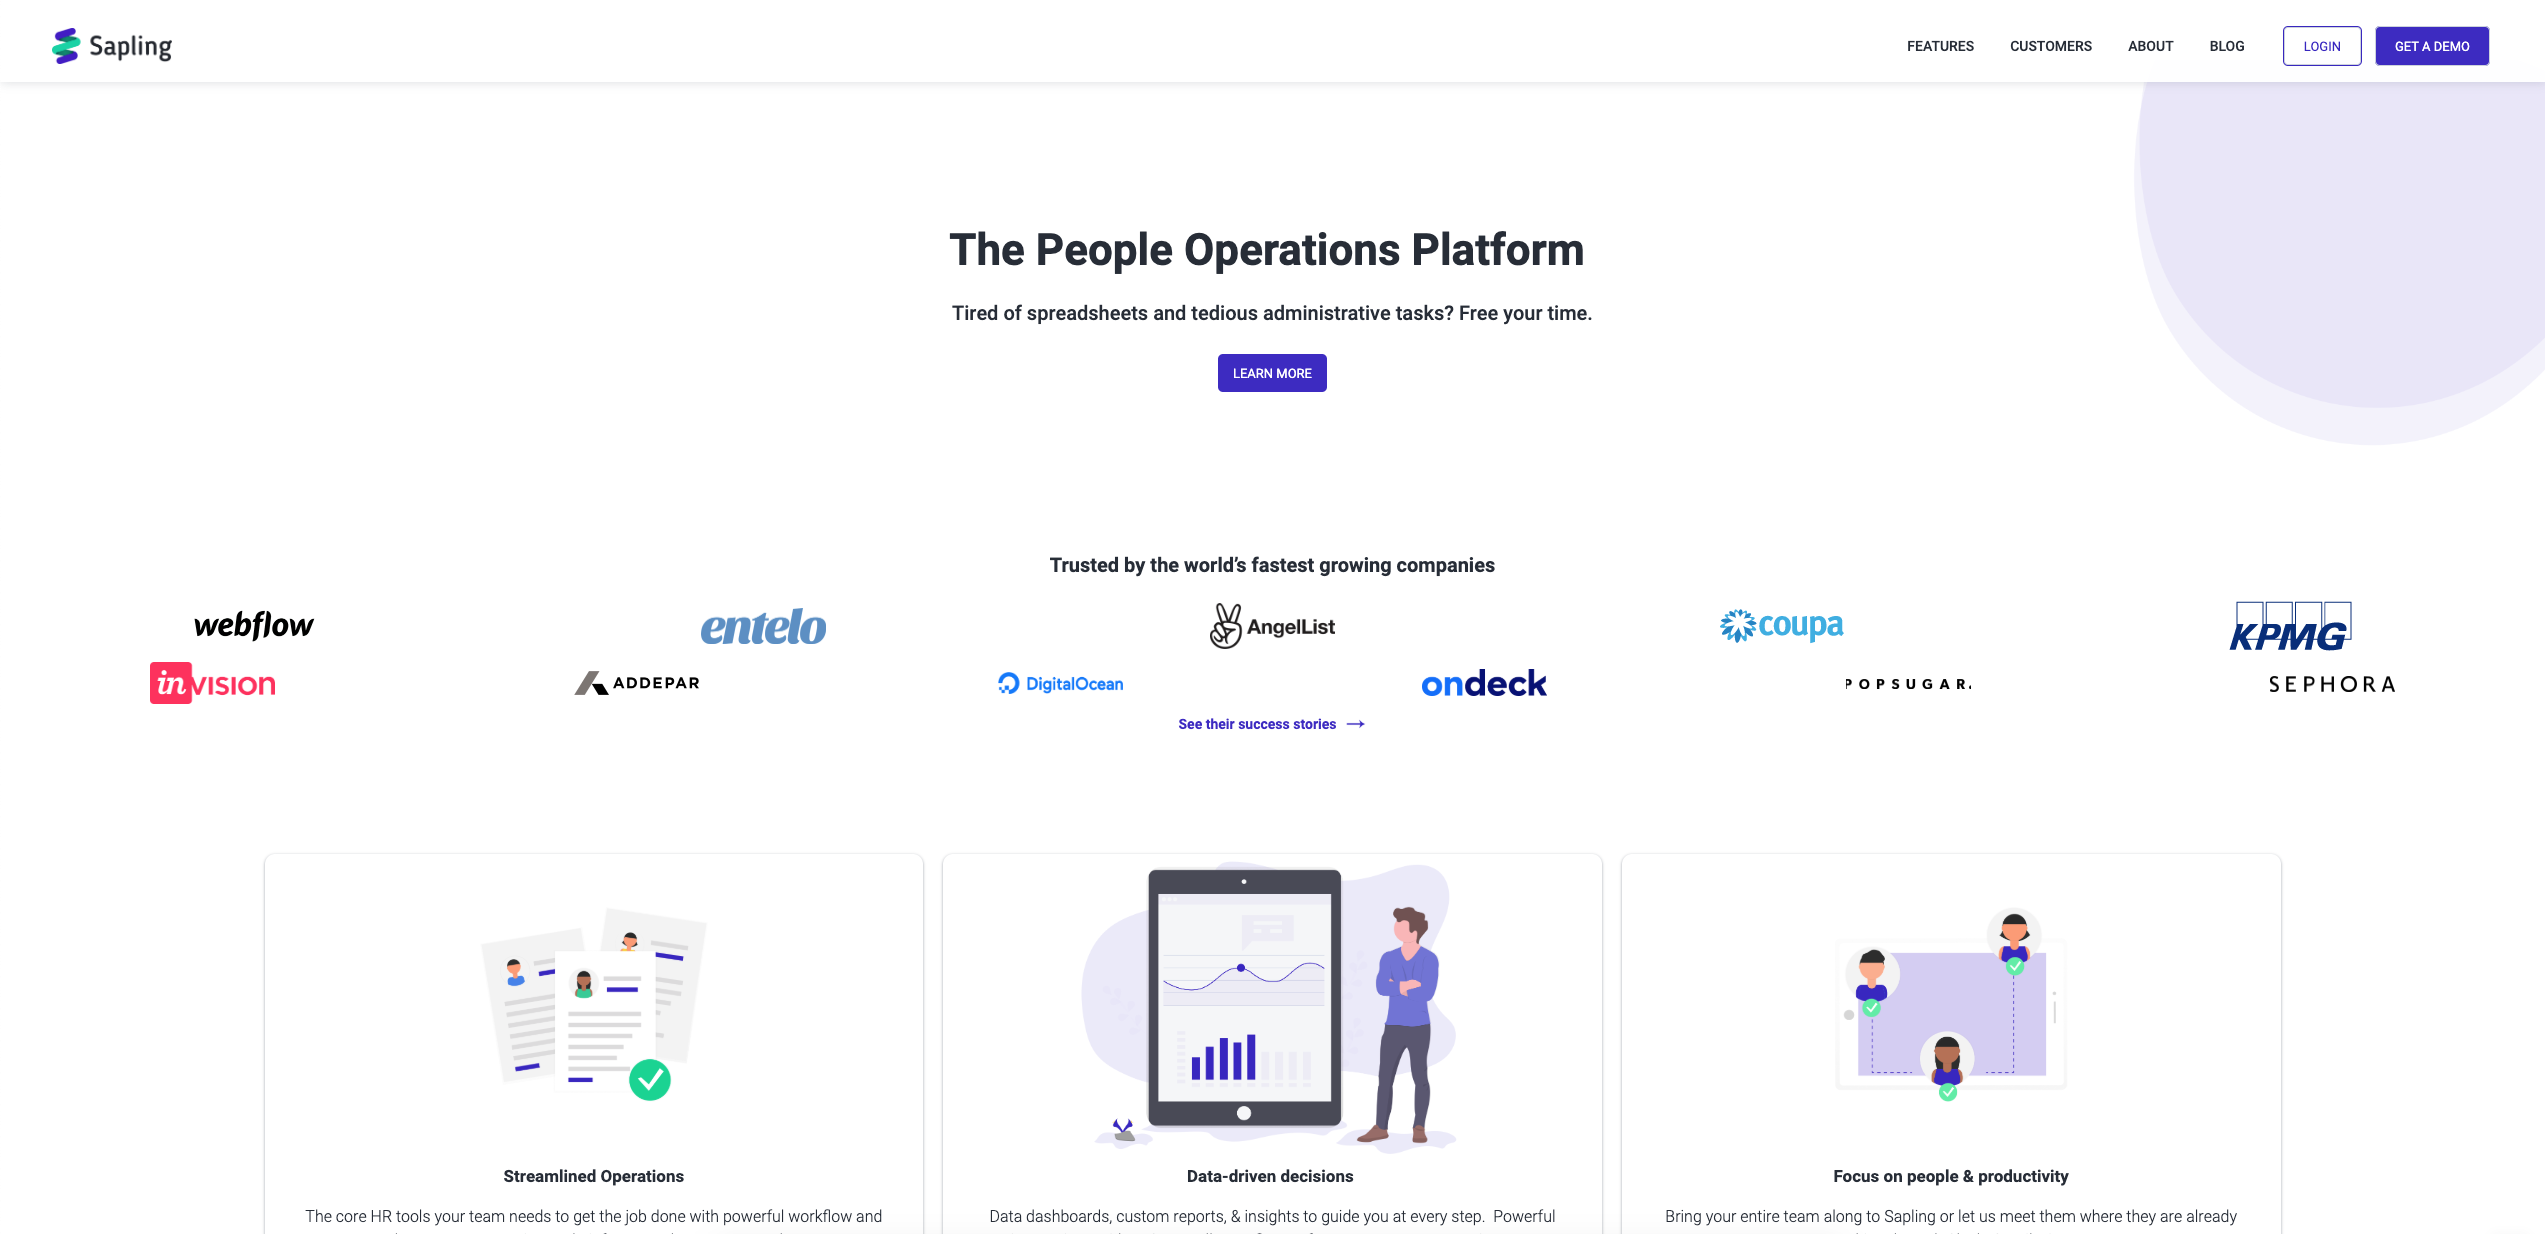 Sapling
FEATURES
CUSTOMERS
ABOUT
BLOG
LOGIN
GET A DEMO
The People Operations Platform
Tired of spreadsheets and tedious administrative tasks? Free your time.
LEARN MORE
Trusted by the world's fastest growing companies
webflow
entelo
AngelList
coupa
KPMG
invision
ADDEPAR
DigitalOcean
ondeck
POPSUGAR.
SEPHORA
See their success stories
Streamlined Operations
The core HR tools your team needs to get the job done with powerful workflow and
Data-driven decisions
Data dashboards, custom reports, & insights to guide you at every step. Powerful
Focus on people & productivity
Bring your entire team along to Sapling or let us meet them where they are already